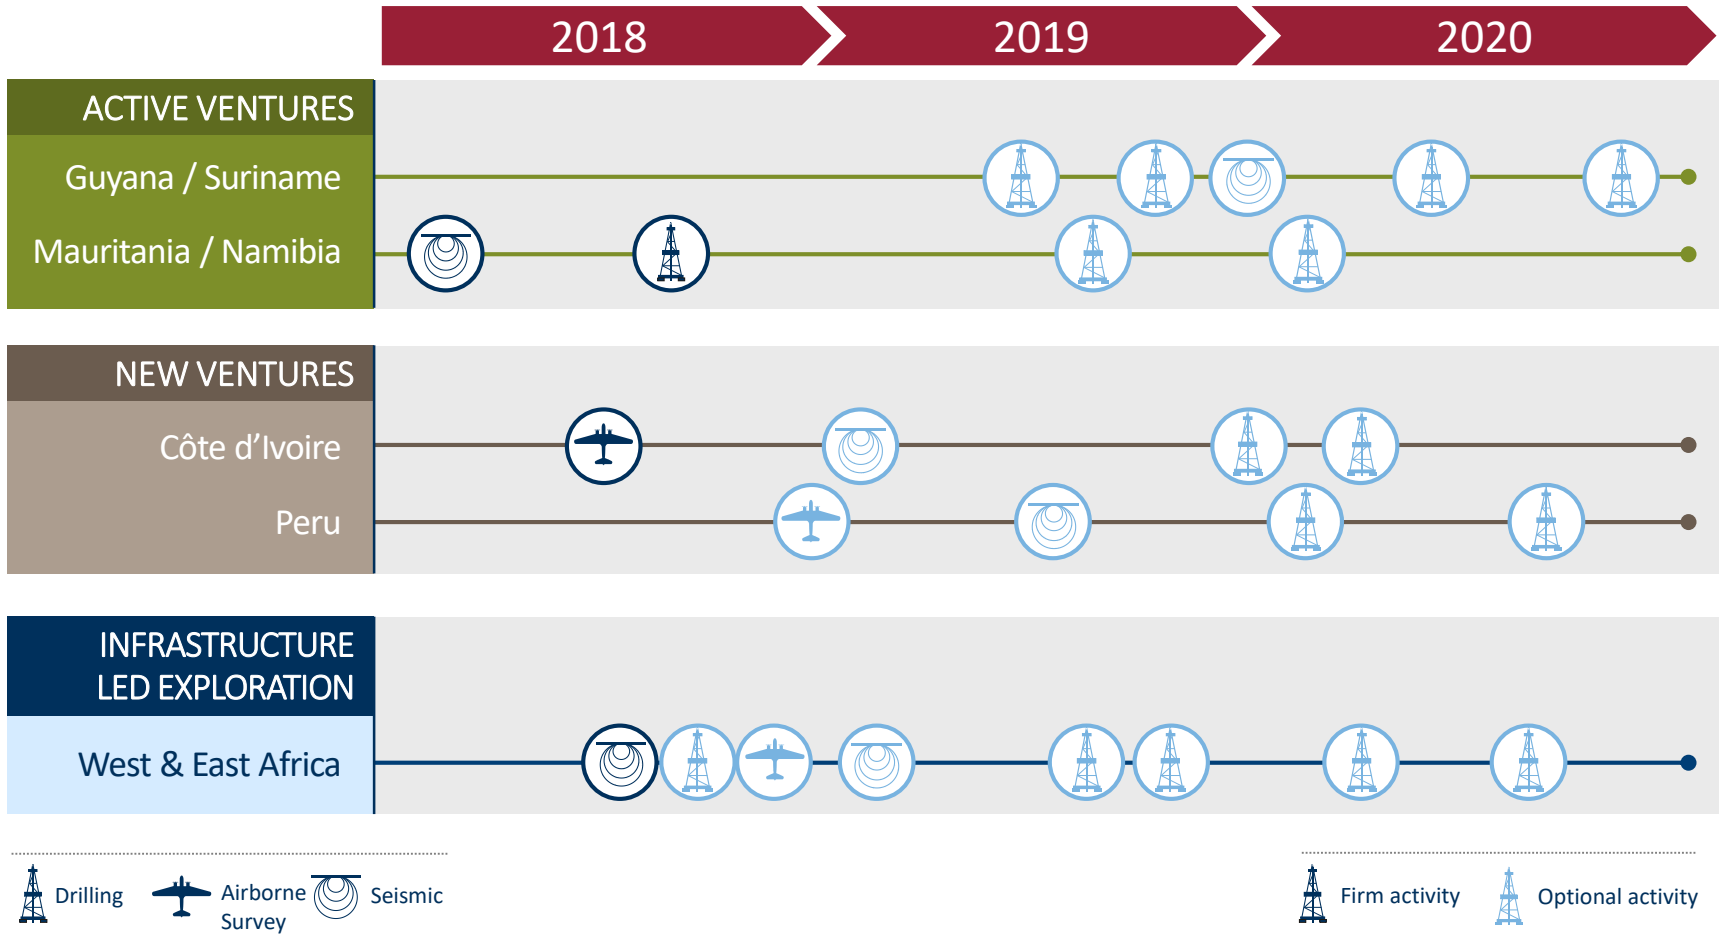 2018
2019
2020
ACTIVE VENTURES
Guyana / Suriname
Mauritania / Namibia
NEW VENTURES
Côte d’Ivoire
Peru
INFRASTRUCTURE
LED EXPLORATION
West & East Africa
Drilling
Airborne
Survey
Seismic
Firm activity
Optional activity